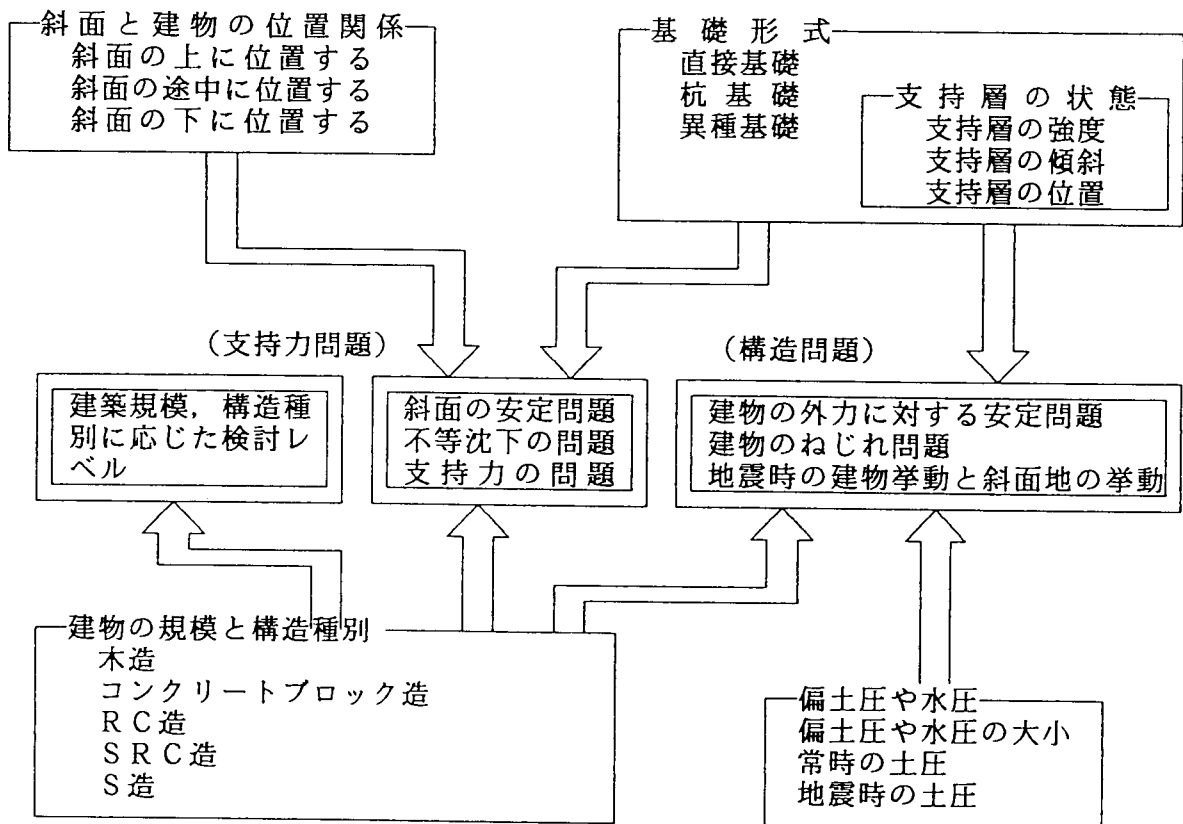 斜面と建物の位置関係
斜面の上に位置する
斜面の途中に位置する
斜面の下に位置する
基礎形式
直接基礎
杭基礎
異種基礎
支持層の状態
支持層の強度
支持層の傾斜
支持層の位置
(支持力問題)
(構造問題)
建築規模,構造種
別に応じた検討レ
ベル
斜面の安定問題
不等沈下の問題
支持力の問題
建物の外力に対する安定問題
建物のねじれ問題
地震時の建物挙動と斜面地の挙動
建物の規模と構造種別
木造
コンクリートブロック造
RC造
SRC造
S造
偏土圧や水圧
偏土圧や水圧の大小
常時の土圧
地震時の土圧